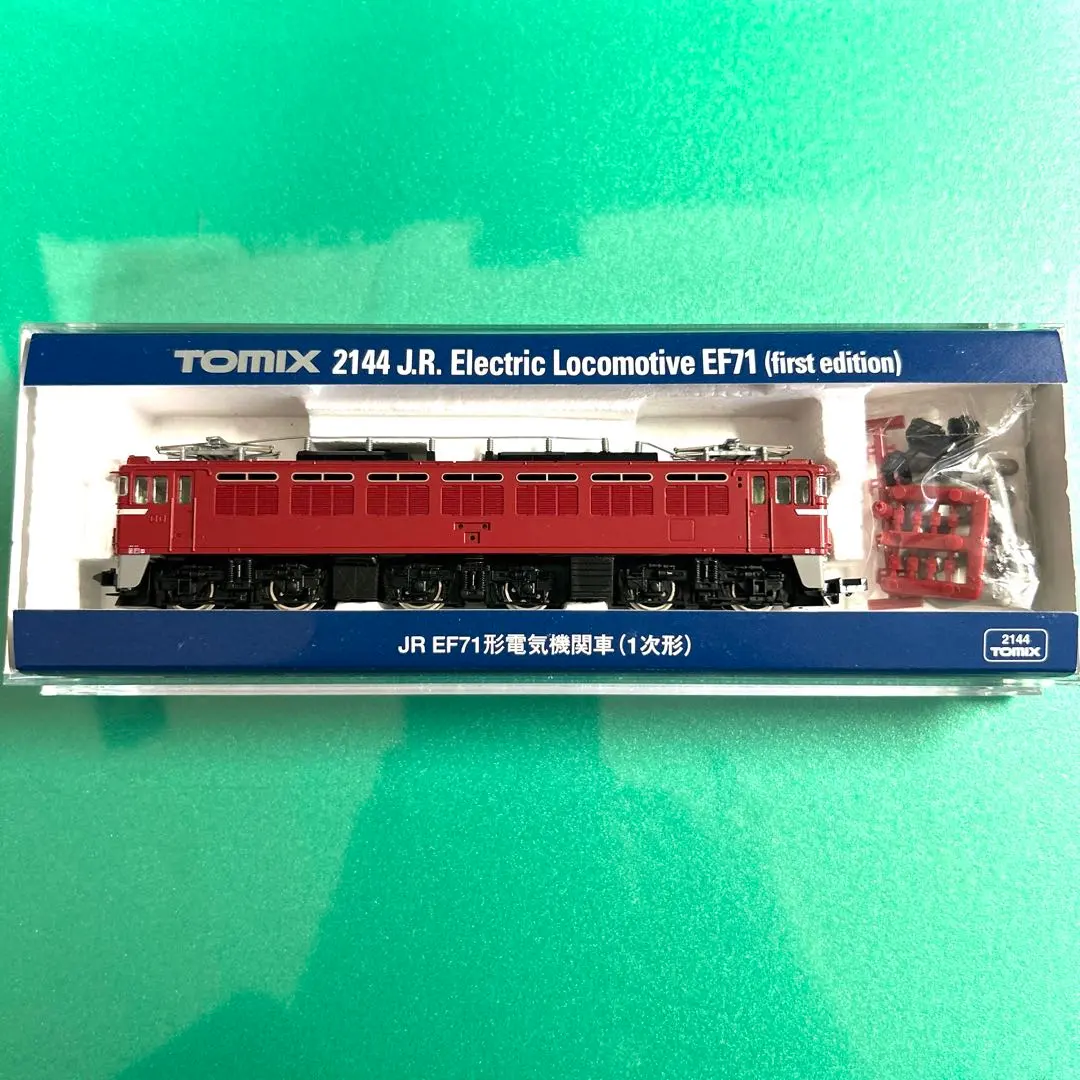 TOMIX 2144 J.R. Electric Locomotive EF71 (first edition)
JR EF71形電気機関車(1次形)
2144
TOMIX